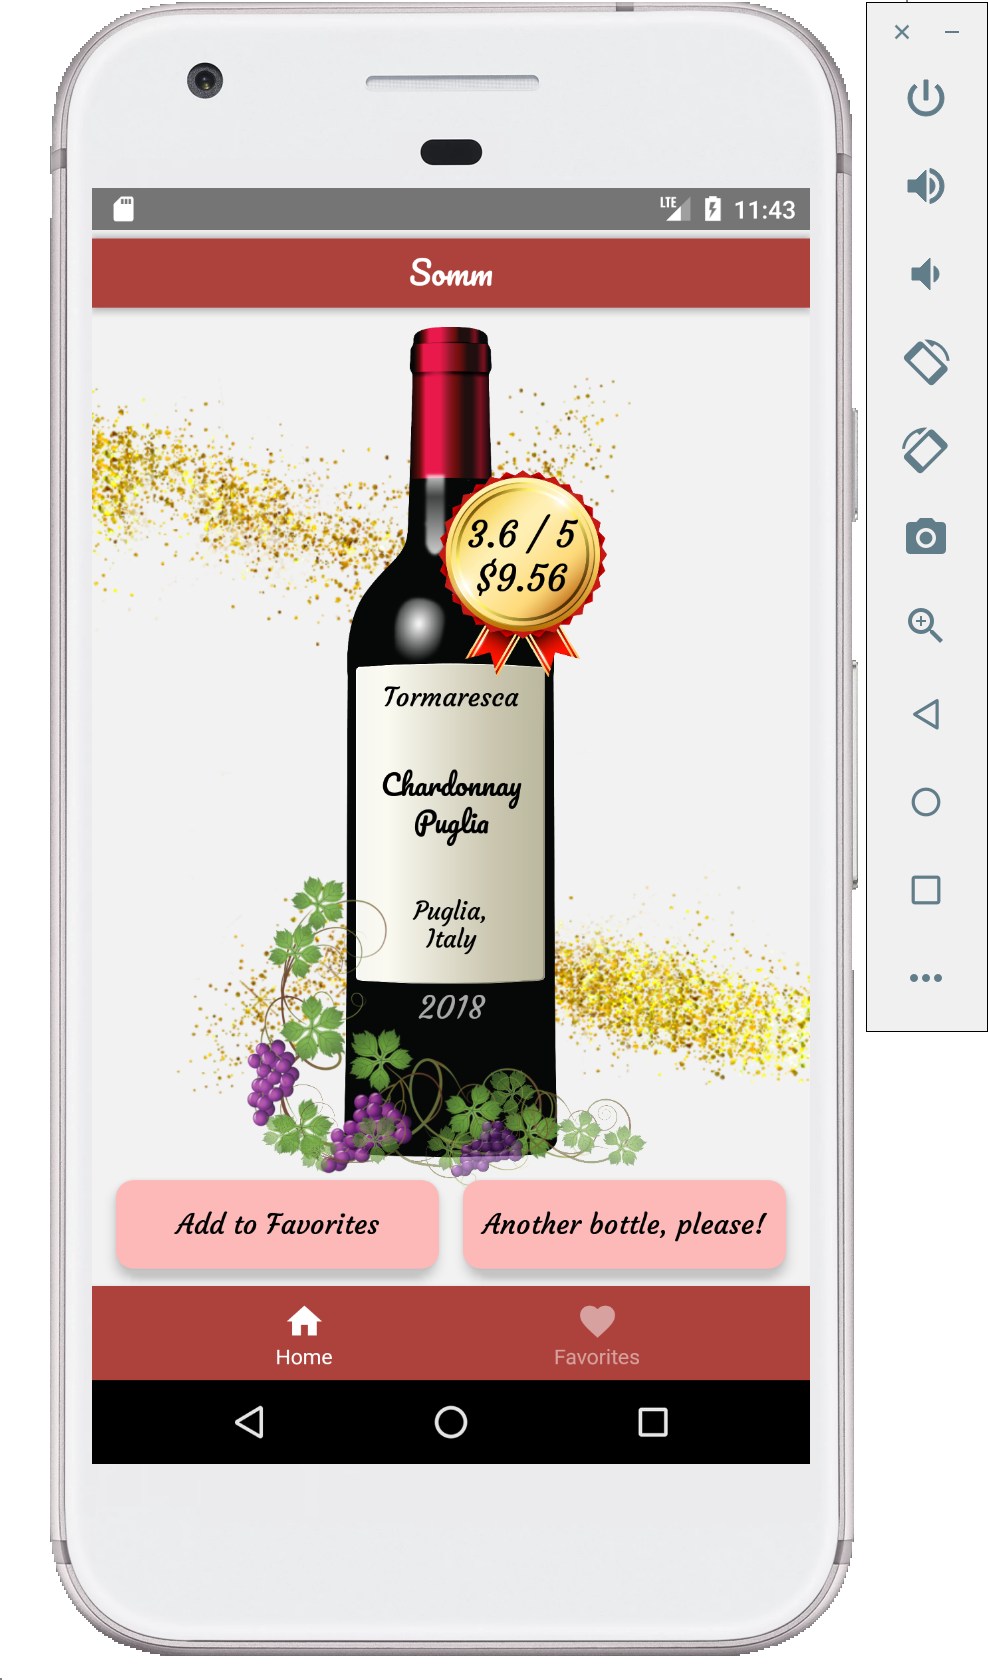 LTE 11:43
Somm
3.6 / 5
$9.56
Tormaresca
Chardonnay
Puglia
Puglia,
Italy
2018
Add to Favorites
Another bottle, please!
Home
Favorites